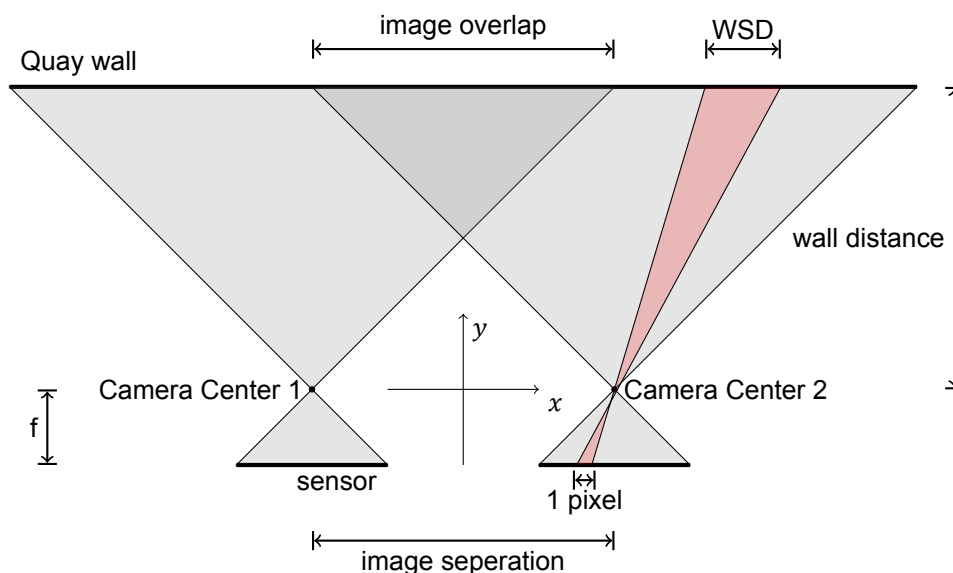 image overlap
WSD
Quay wall
wall distance
y
x
Camera Center 1
Camera Center 2
f
sensor
1 pixel
image seperation